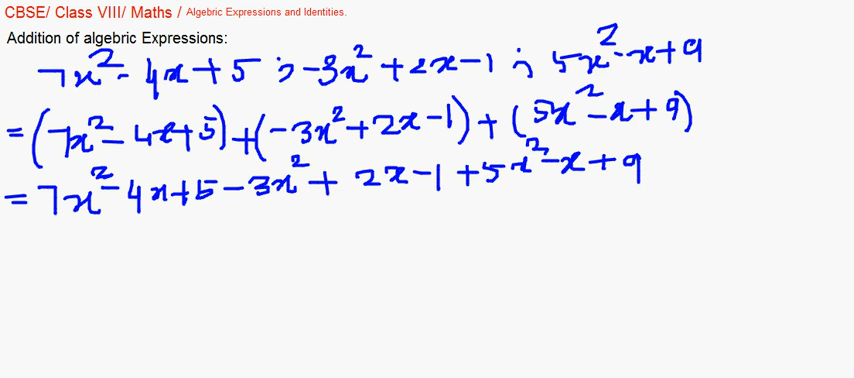 CBSE/ Class VIII/ Maths / Algebric Expressions and Identities.
Addition of algebric Expressions:
7x² - 4x + 5 ; -3x² + 2x - 1 ; 5x² - x + 9
= (7x² - 4x + 5) + (-3x² + 2x - 1) + (5x² - x + 9)
= 7x² - 4x + 5 - 3x² + 2x - 1 + 5x² - x + 9